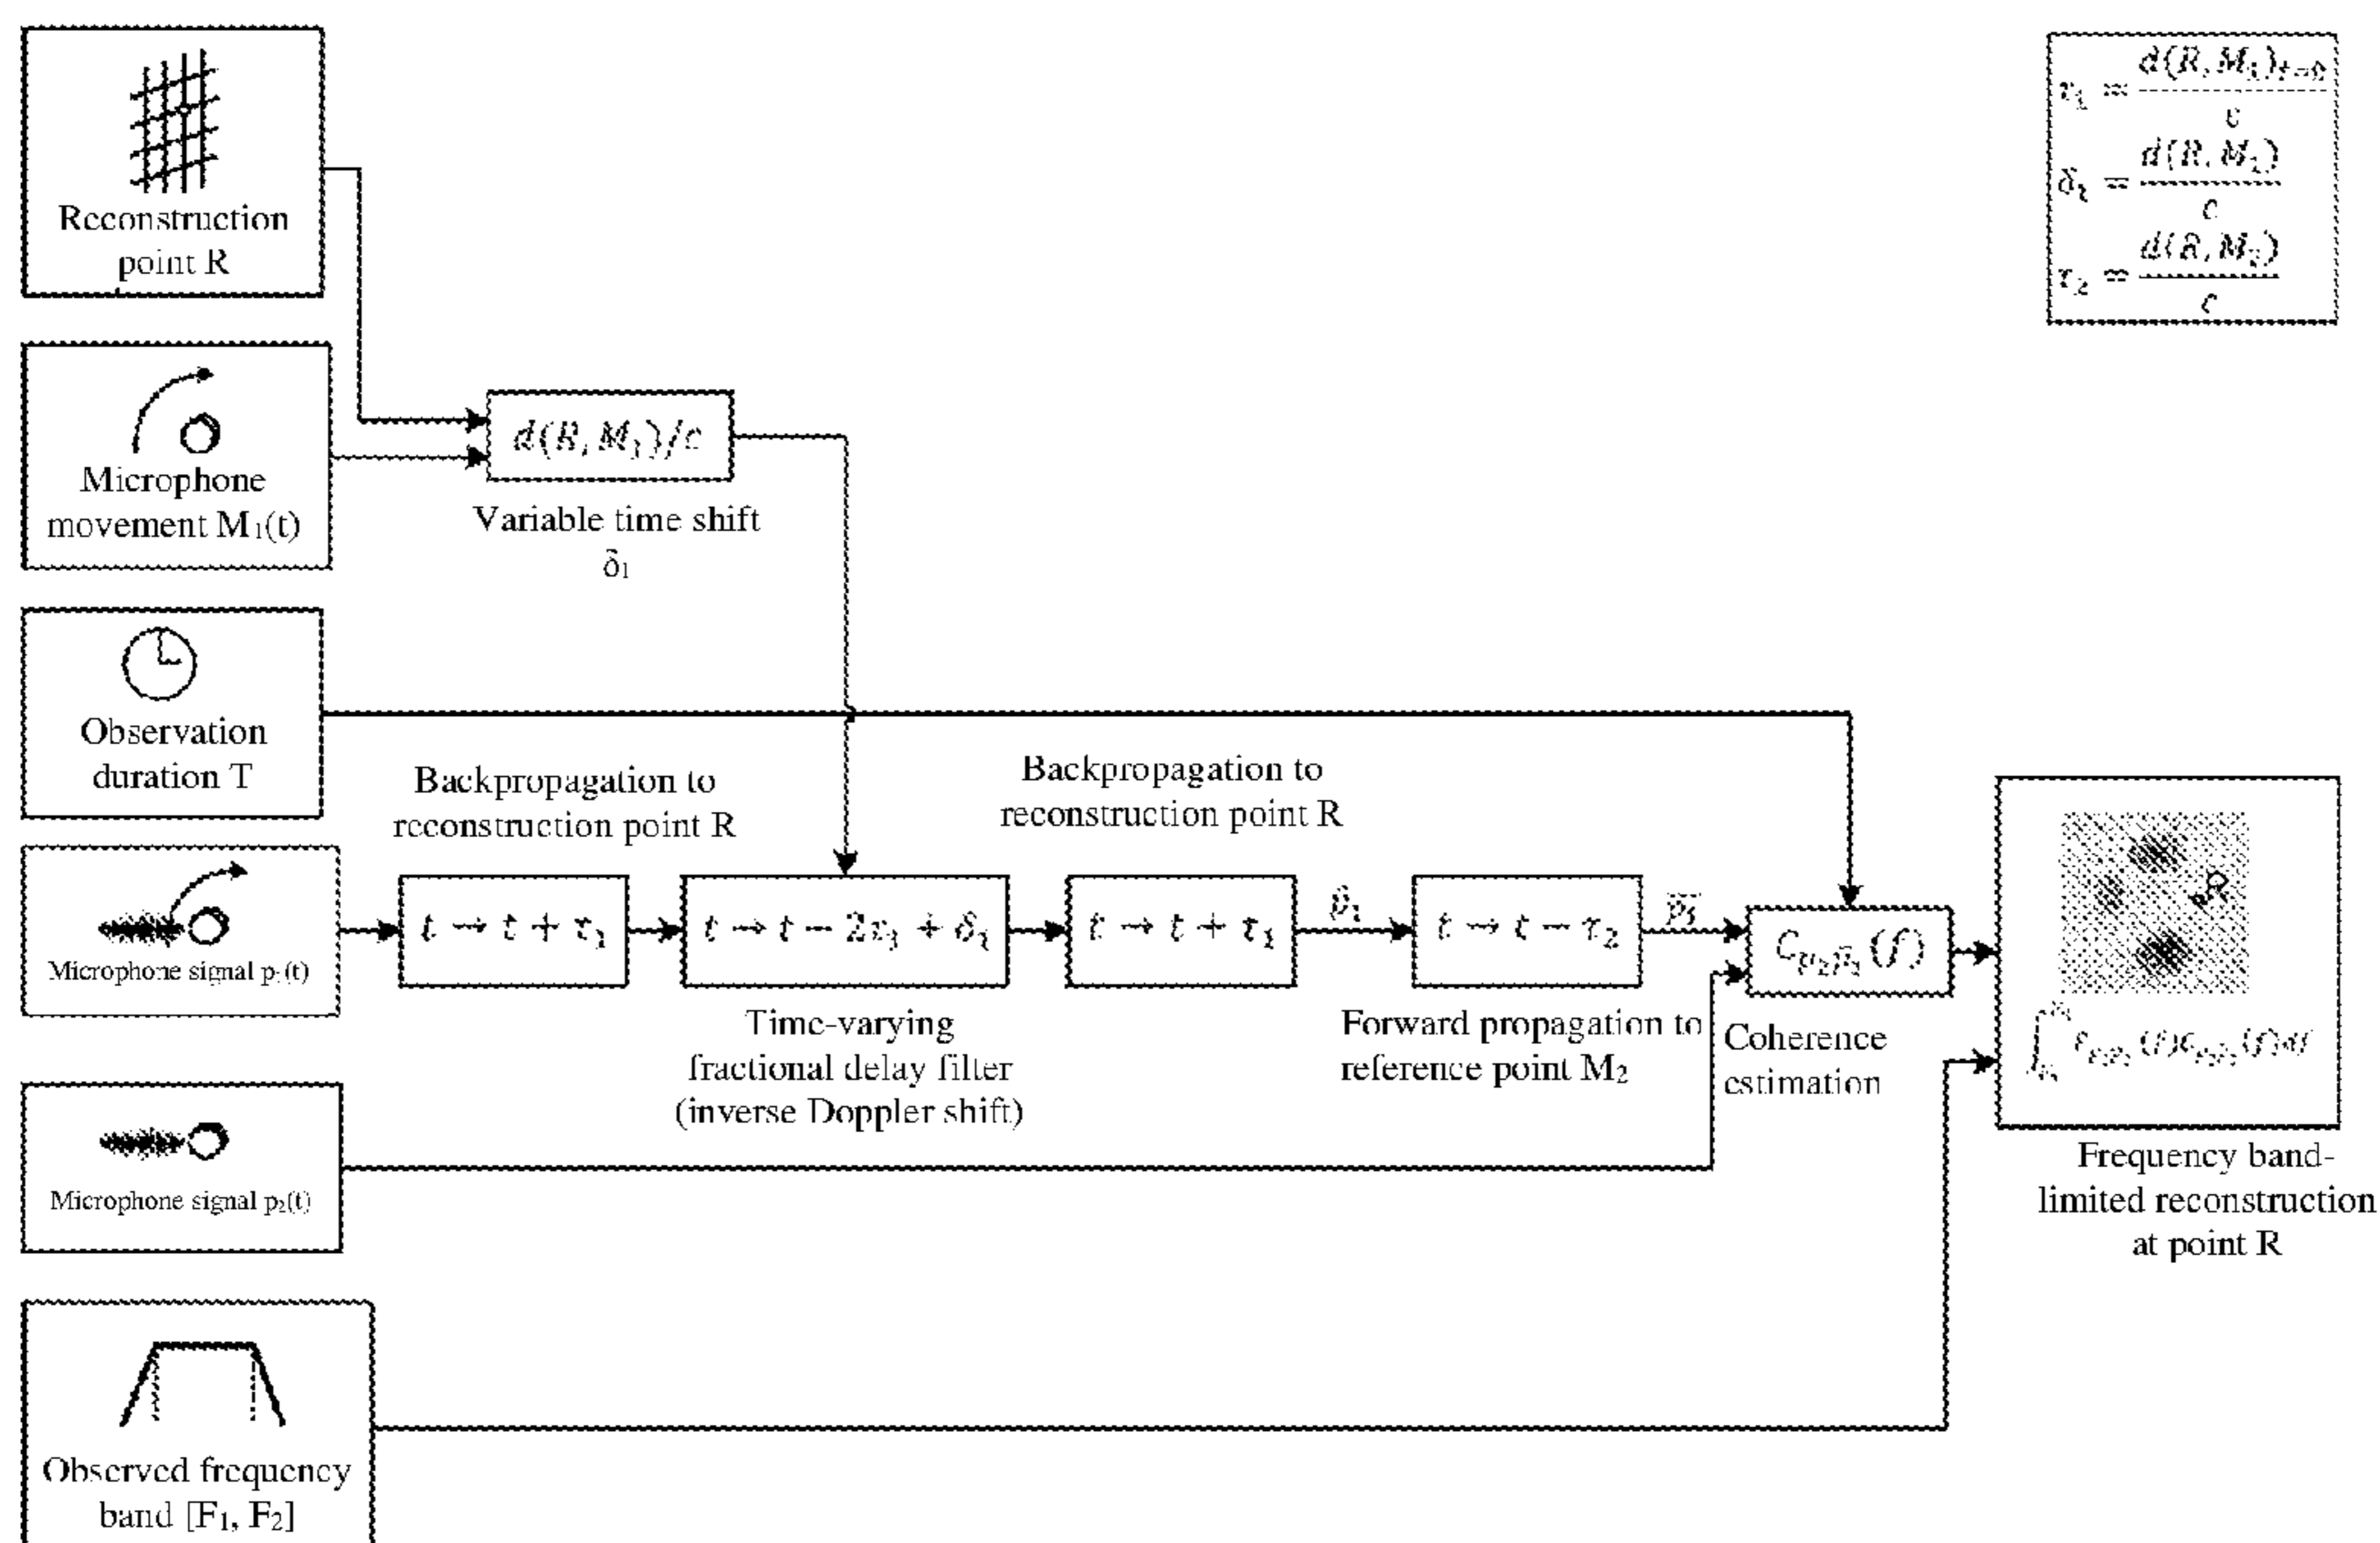 Reconstruction
point R
Microphone
movement M₁(t)
d(R, M₁)/c
Variable time shift
δ₁
τ₁ = d(R, M₁)ₜ₌₀ / c
δ₁ = d(R, M₁) / c
τ₂ = d(R, M₂) / c
Observation
duration T
Backpropagation to
reconstruction point R
Backpropagation to
reconstruction point R
Microphone signal p₁(t)
t → t + τ₁
t → t − 2τ₁ + δ₁
t → t + τ₁
t → t − τ₂
Time-varying
fractional delay filter
(inverse Doppler shift)
Forward propagation to
reference point M₂
Coherence
estimation
Microphone signal p₂(t)
Frequency band-
limited reconstruction
at point R
Observed frequency
band [F₁, F₂]